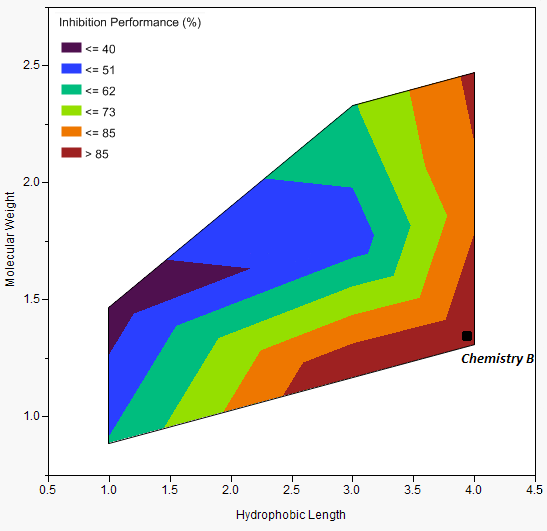 Inhibition Performance (%)
<= 40
<= 51
<= 62
<= 73
<= 85
> 85
2.5
2.0
1.5
1.0
Molecular Weight
Chemistry B
0.5 1.0 1.5 2.0 2.5 3.0 3.5 4.0 4.5
Hydrophobic Length